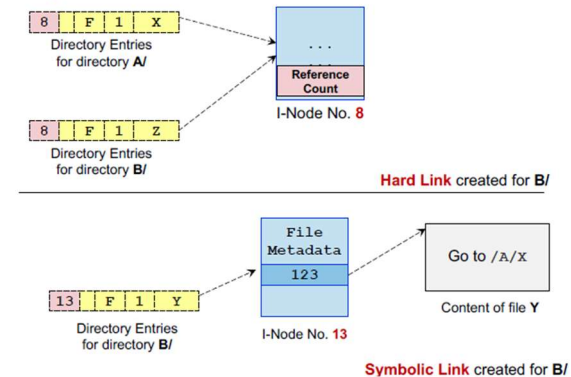 8 F 1 X
Directory Entries
for directory A/
...
...
Reference
Count
I-Node No. 8
8 F 1 Z
Directory Entries
for directory B/
Hard Link created for B/
File
Metadata
123
Go to /A/X
13 F 1 Y
Content of file Y
Directory Entries
for directory B/
I-Node No. 13
Symbolic Link created for B/